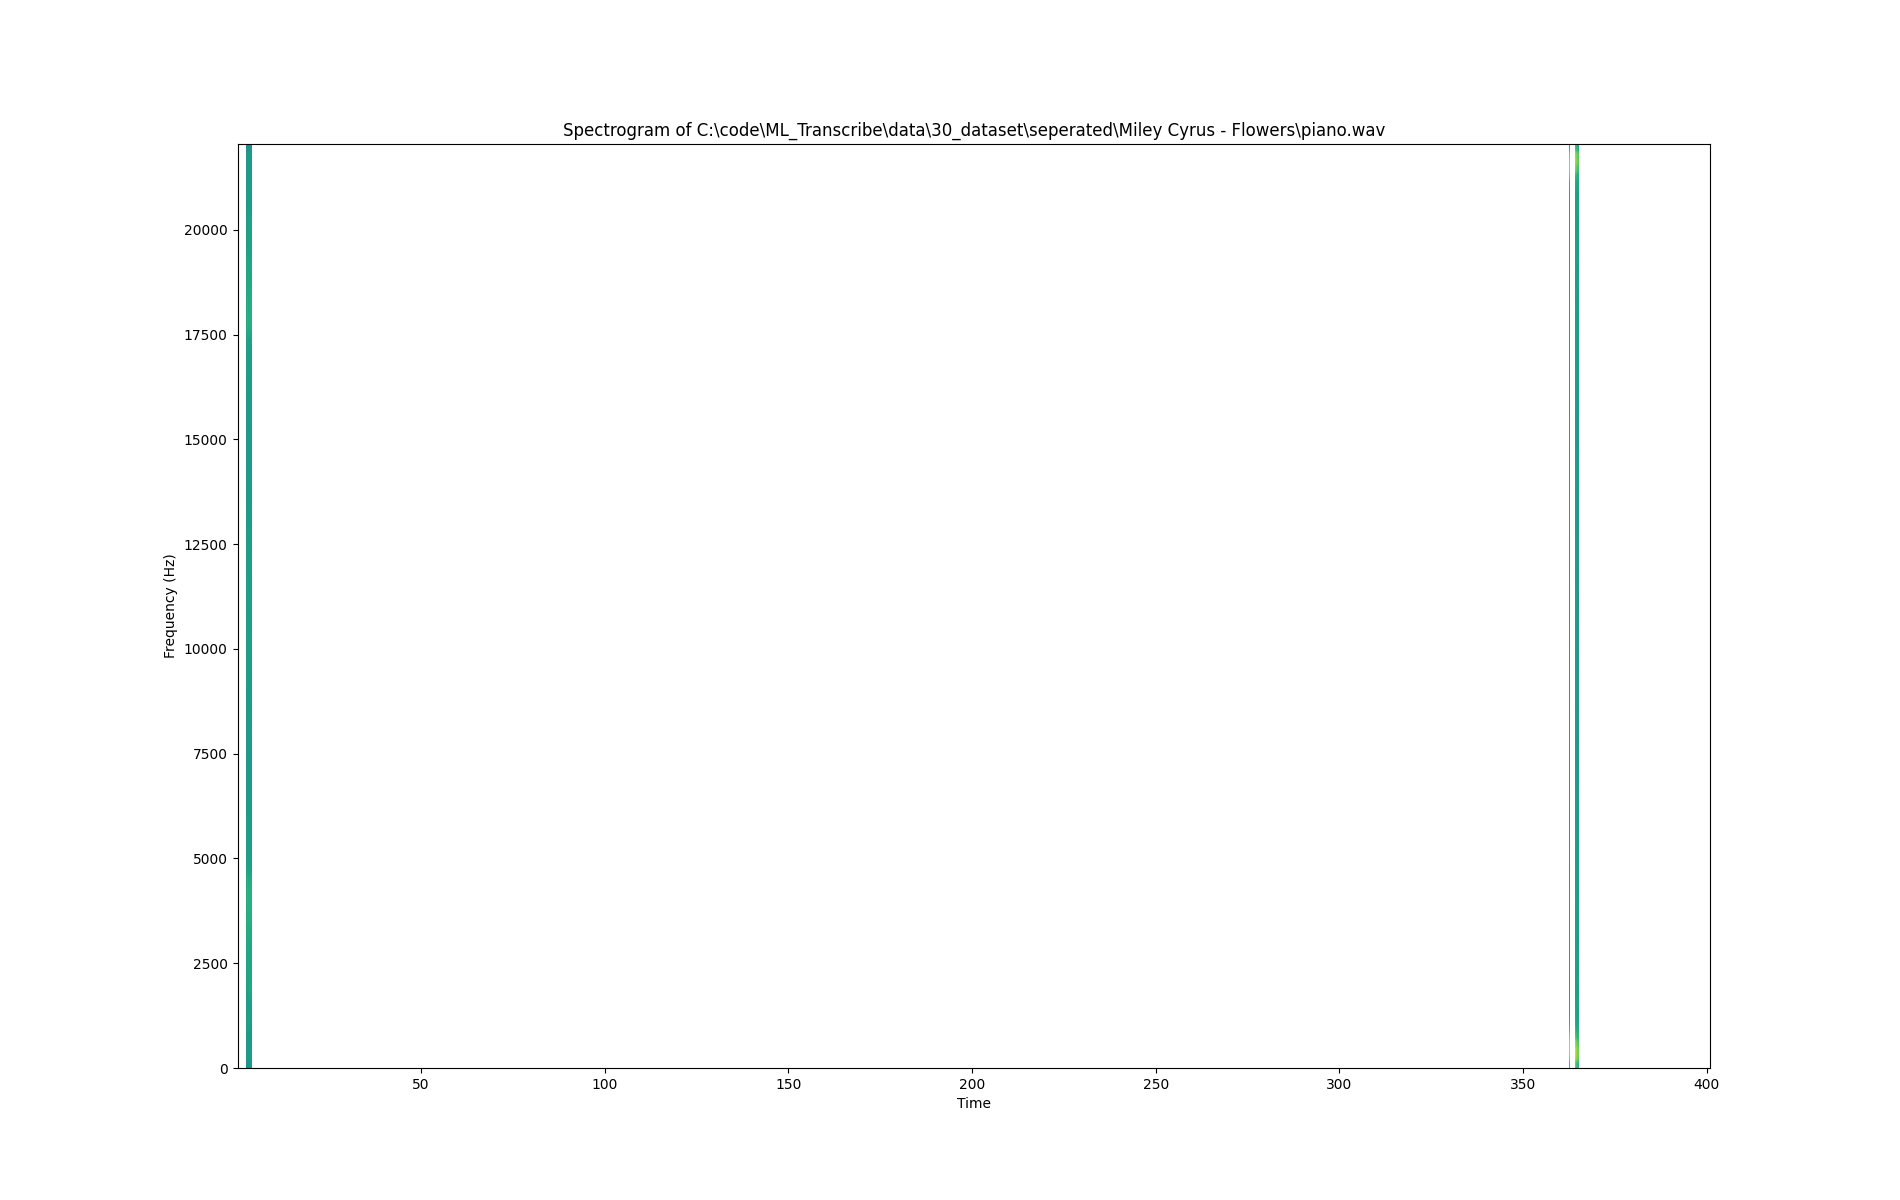 Spectrogram of C:\code\ML_Transcribe\data\30_dataset\seperated\Miley Cyrus - Flowers\piano.wav
20000
17500
15000
12500
10000
7500
5000
2500
0
Frequency (Hz)
50 100 150 200 250 300 350 400
Time